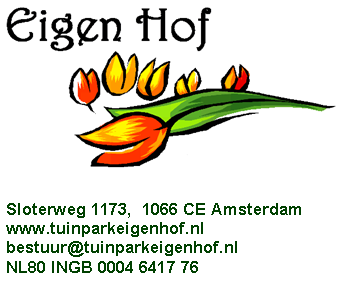 Eigen Hof
Sloterweg 1173,  1066 CE Amsterdam
www.tuinparkeigenhof.nl
bestuur@tuinparkeigenhof.nl
NL80 INGB 0004 6417 76